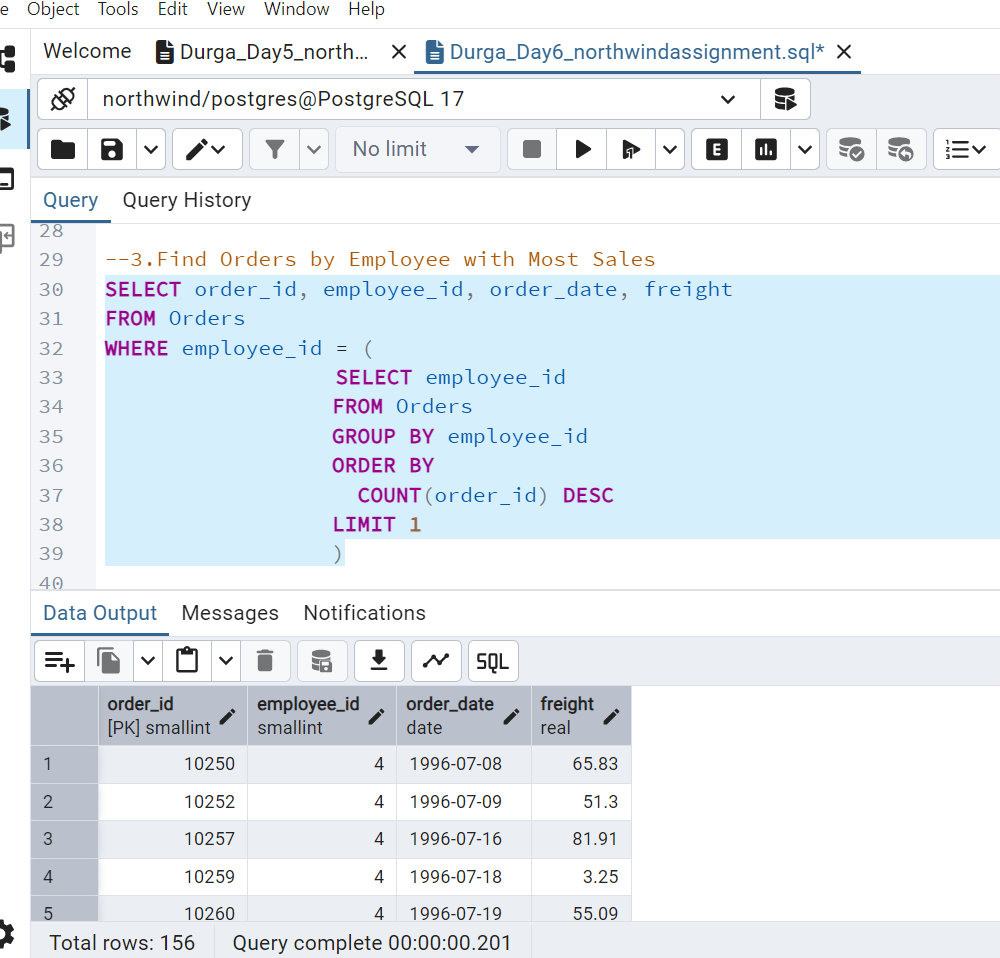 e Object Tools Edit View Window Help
Welcome Durga_Day5_north... Durga_Day6_northwindassignment.sql*
northwind/postgres@PostgreSQL 17
No limit E
Query Query History
28
29 --3.Find Orders by Employee with Most Sales
30 SELECT order_id, employee_id, order_date, freight
31 FROM Orders
32 WHERE employee_id = (
33 SELECT employee_id
34 FROM Orders
35 GROUP BY employee_id
36 ORDER BY
37 COUNT(order_id) DESC
38 LIMIT 1
39 )
40
Data Output Messages Notifications
SQL
order_id employee_id order_date freight
[PK] smallint smallint date real
1 10250 4 1996-07-08 65.83
2 10252 4 1996-07-09 51.3
3 10257 4 1996-07-16 81.91
4 10259 4 1996-07-18 3.25
5 10260 4 1996-07-19 55.09
Total rows: 156 Query complete 00:00:00.201